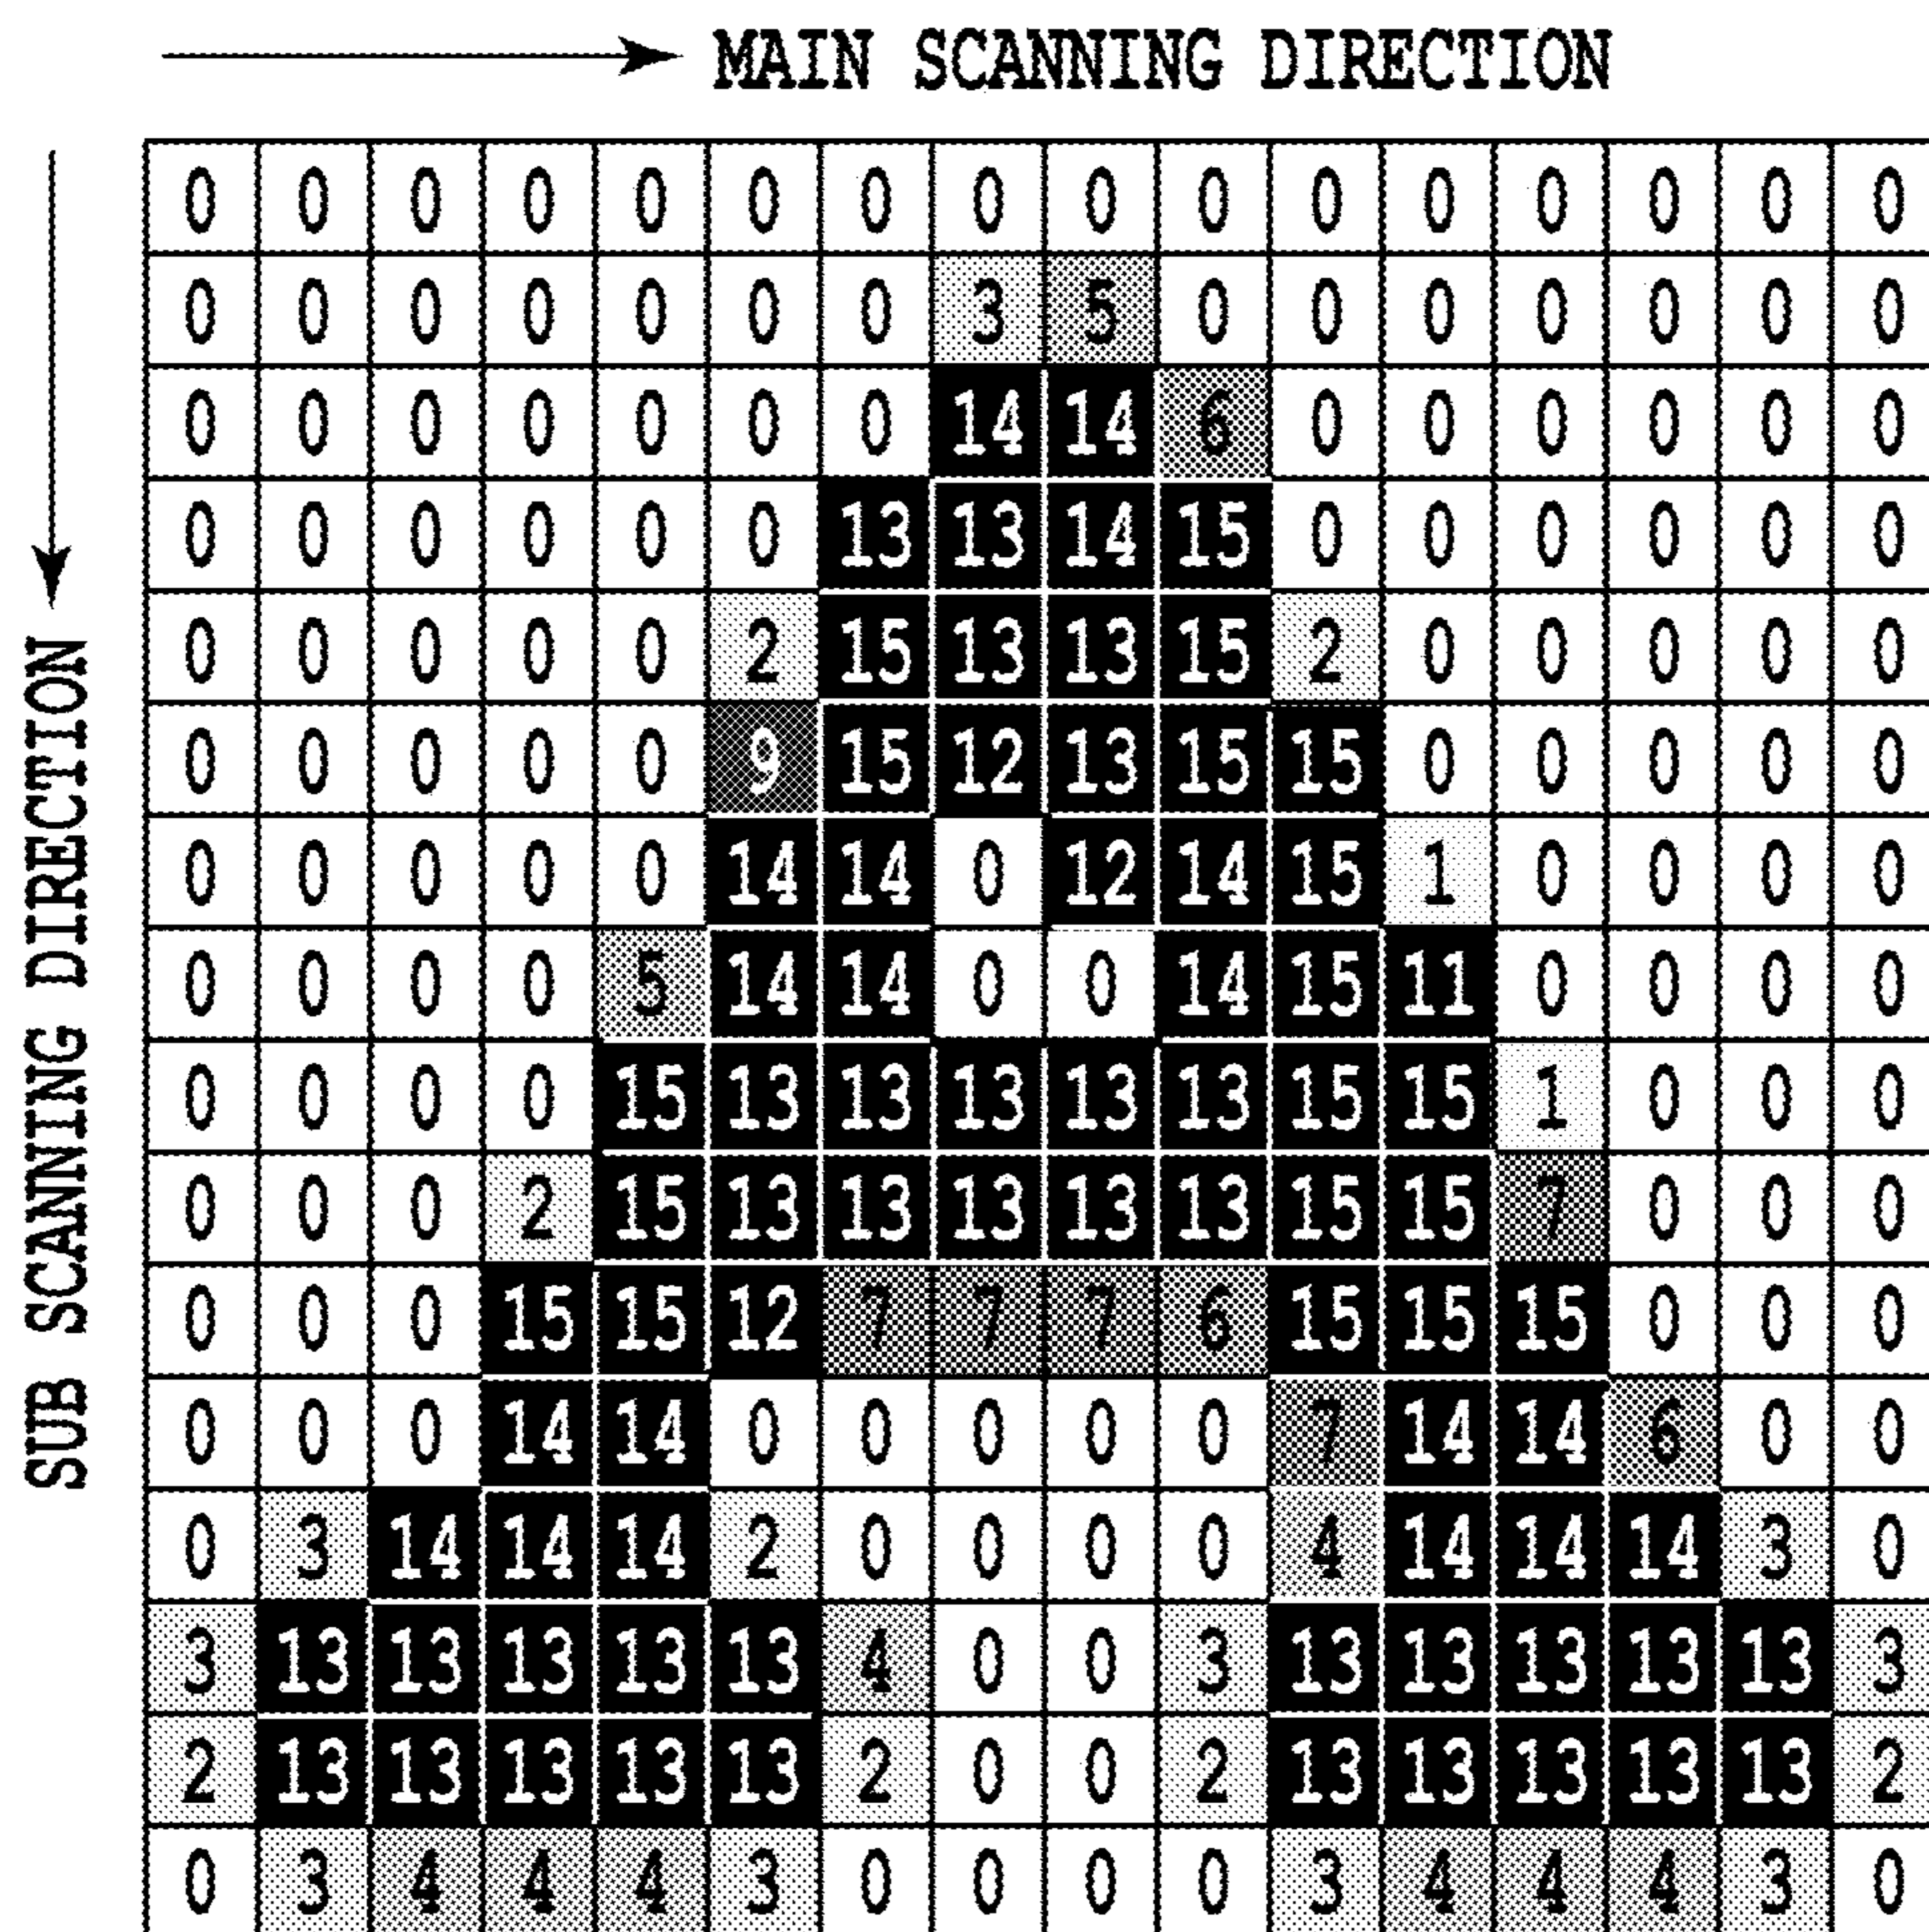 MAIN SCANNING DIRECTION
SUB SCANNING DIRECTION
0 0 0 0 0 0 0 0 0 0 0 0 0 0 0 0
0 0 0 0 0 0 0 3 5 0 0 0 0 0 0 0
0 0 0 0 0 0 0 14 14 6 0 0 0 0 0 0
0 0 0 0 0 0 13 13 14 15 0 0 0 0 0 0
0 0 0 0 0 2 15 13 13 15 2 0 0 0 0 0
0 0 0 0 0 9 15 12 13 15 15 0 0 0 0 0
0 0 0 0 0 14 14 0 12 14 15 1 0 0 0 0
0 0 0 0 5 14 14 0 0 14 15 11 0 0 0 0
0 0 0 0 15 13 13 13 13 13 15 15 1 0 0 0
0 0 0 2 15 13 13 13 13 13 15 15 7 0 0 0
0 0 0 15 15 12 7 7 7 6 15 15 15 0 0 0
0 0 0 14 14 0 0 0 0 0 7 14 14 6 0 0
0 3 14 14 14 2 0 0 0 0 4 14 14 14 3 0
3 13 13 13 13 13 4 0 0 3 13 13 13 13 13 3
2 13 13 13 13 13 2 0 0 2 13 13 13 13 13 2
0 3 4 4 4 3 0 0 0 0 3 4 4 4 3 0